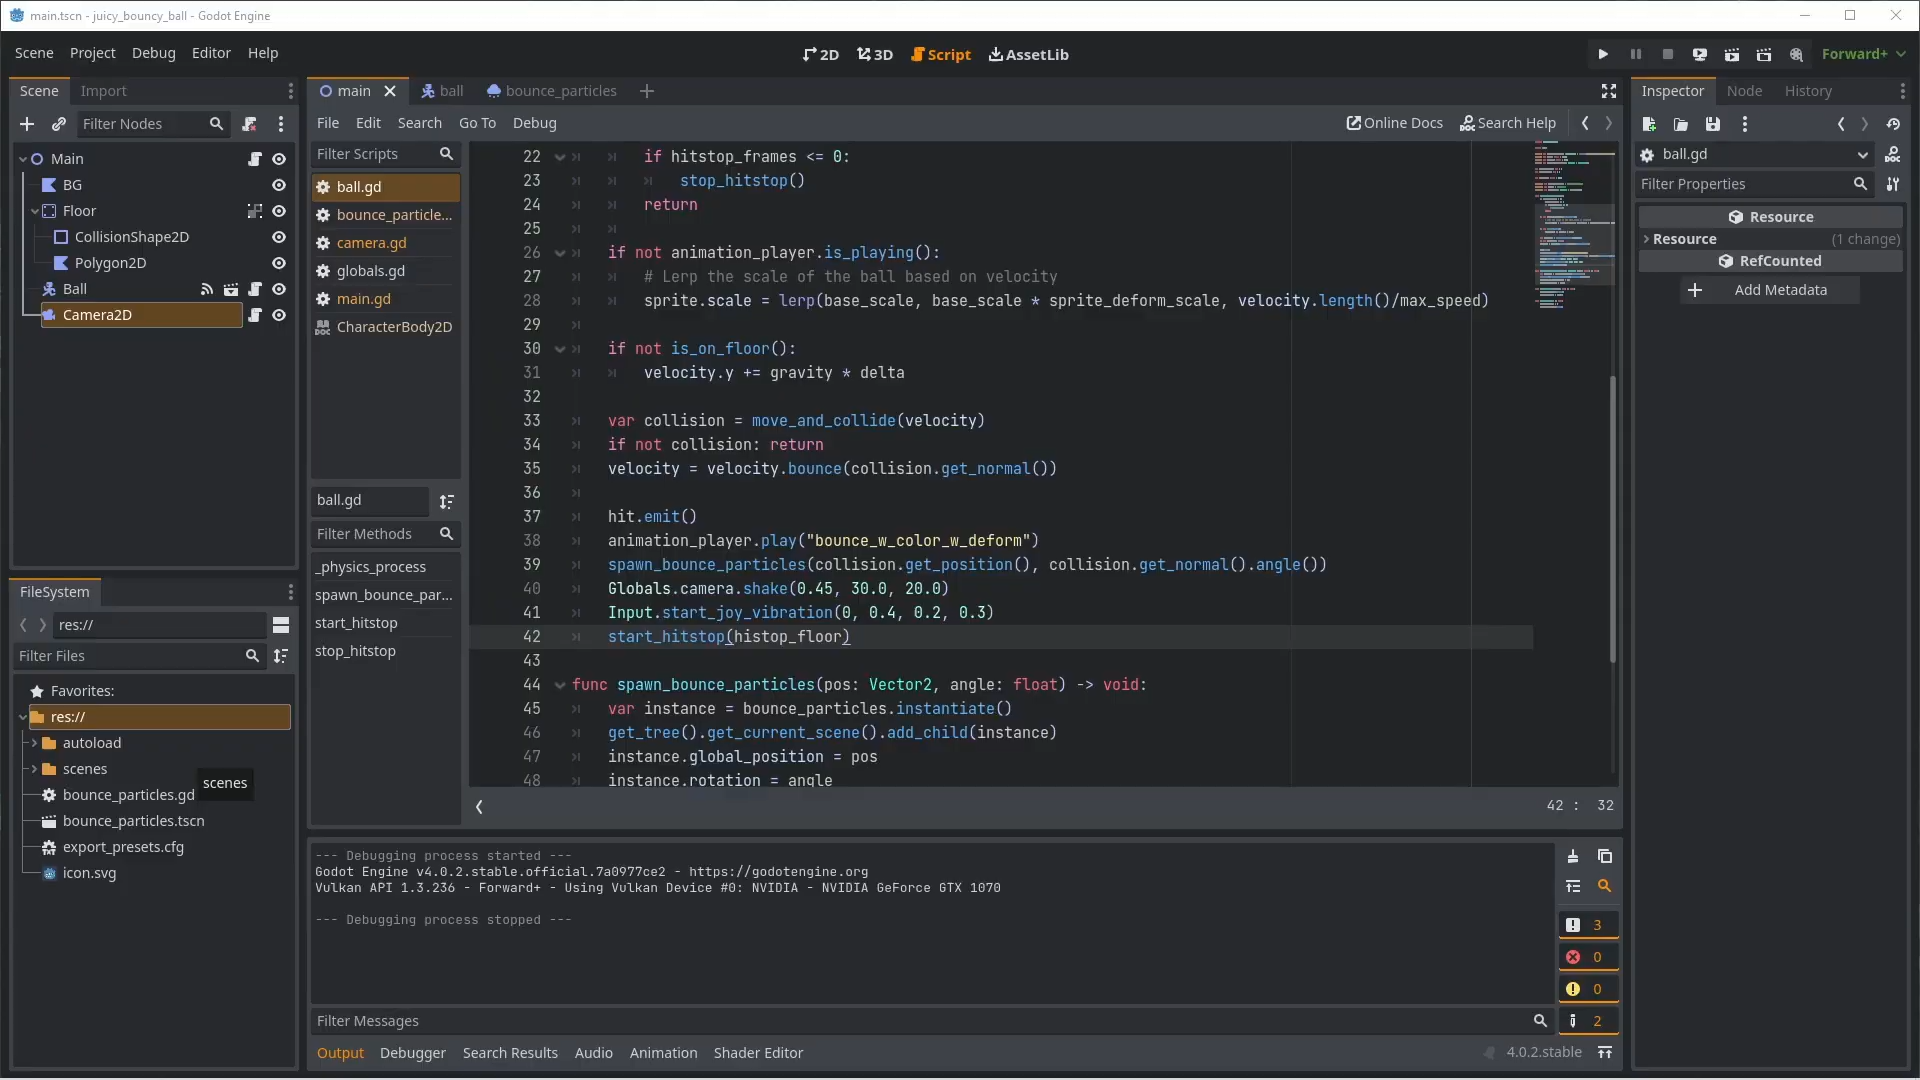 main.tscn - juicy_bouncy_ball - Godot Engine
Scene Project Debug Editor Help
2D 3D Script AssetLib
Forward+
Scene Import
Filter Nodes
Main
BG
Floor
CollisionShape2D
Polygon2D
Ball
Camera2D
FileSystem
res://
Filter Files
Favorites:
res://
autoload
scenes
scenes
bounce_particles.gd
bounce_particles.tscn
export_presets.cfg
icon.svg
main ball bounce_particles
File Edit Search Go To Debug
Online Docs Search Help
Filter Scripts
ball.gd
bounce_particle...
camera.gd
globals.gd
main.gd
CharacterBody2D
ball.gd
Filter Methods
_physics_process
spawn_bounce_par...
start_hitstop
stop_hitstop
22 if hitstop_frames <= 0:
23 stop_hitstop()
24 return
25
26 if not animation_player.is_playing():
27 # Lerp the scale of the ball based on velocity
28 sprite.scale = lerp(base_scale, base_scale * sprite_deform_scale, velocity.length()/max_speed)
29
30 if not is_on_floor():
31 velocity.y += gravity * delta
32
33 var collision = move_and_collide(velocity)
34 if not collision: return
35 velocity = velocity.bounce(collision.get_normal())
36
37 hit.emit()
38 animation_player.play("bounce_w_color_w_deform")
39 spawn_bounce_particles(collision.get_position(), collision.get_normal().angle())
40 Globals.camera.shake(0.45, 30.0, 20.0)
41 Input.start_joy_vibration(0, 0.4, 0.2, 0.3)
42 start_hitstop(histop_floor)
43
44 func spawn_bounce_particles(pos: Vector2, angle: float) -> void:
45 var instance = bounce_particles.instantiate()
46 get_tree().get_current_scene().add_child(instance)
47 instance.global_position = pos
48 instance.rotation = angle
42 : 32
--- Debugging process started ---
Godot Engine v4.0.2.stable.official.7a0977ce2 - https://godotengine.org
Vulkan API 1.3.236 - Forward+ - Using Vulkan Device #0: NVIDIA - NVIDIA GeForce GTX 1070
--- Debugging process stopped ---
3
0
0
2
Filter Messages
Output Debugger Search Results Audio Animation Shader Editor
4.0.2.stable
Inspector Node History
ball.gd
Filter Properties
Resource
Resource (1 change)
RefCounted
Add Metadata